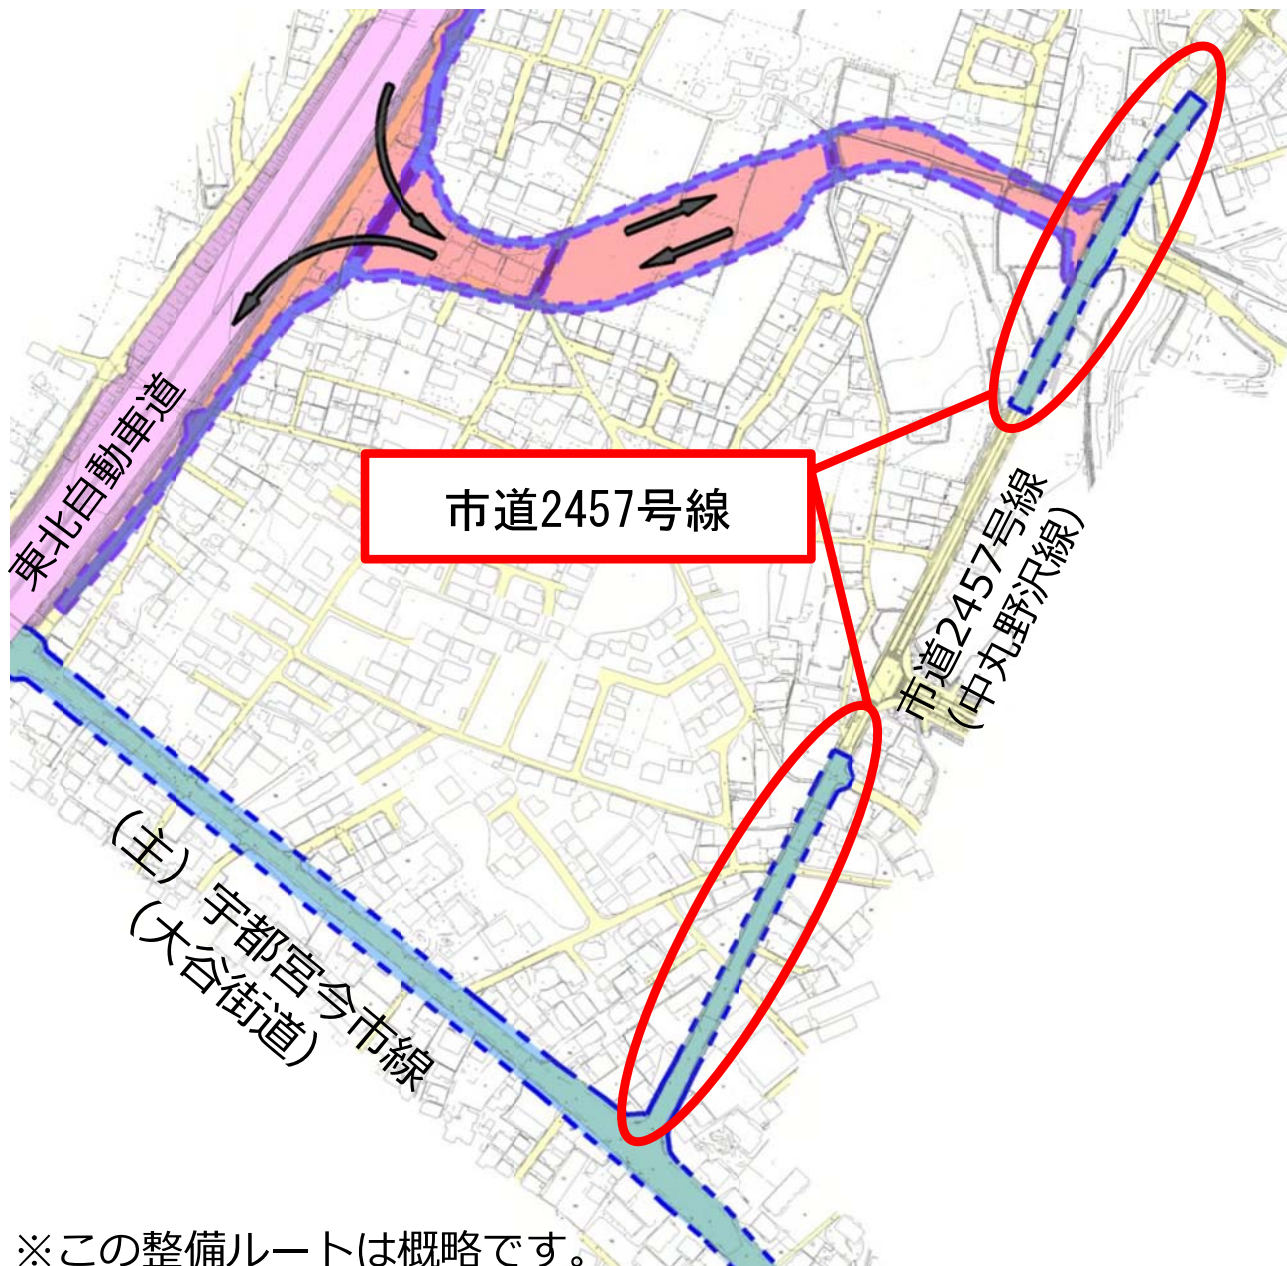 東北自動車道
市道2457号線
市道2457号線
(中丸野沢線)
(主)宇都宮今市線
(大谷街道)
※この整備ルートは概略です。